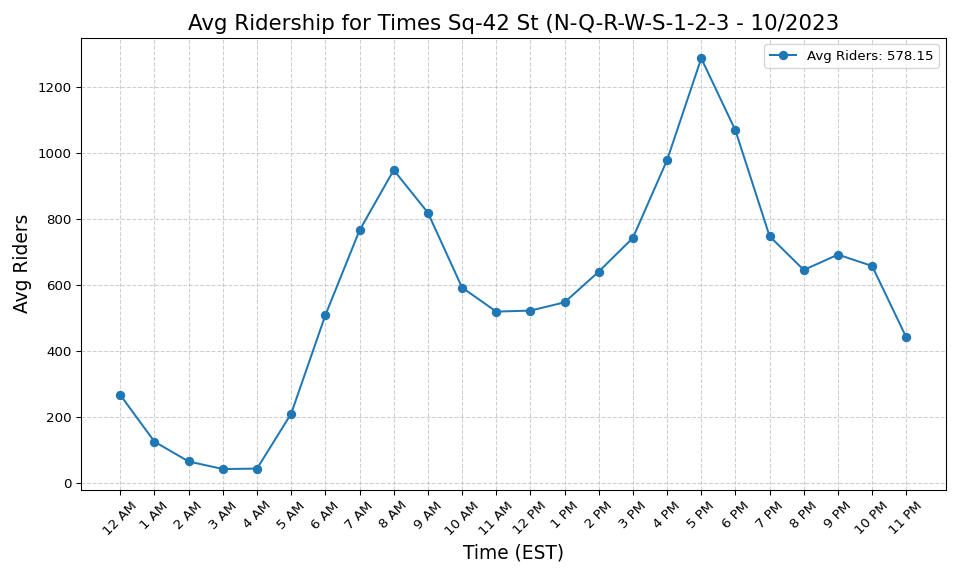 Avg Ridership for Times Sq-42 St (N-Q-R-W-S-1-2-3 - 10/2023
Avg Riders: 578.15
Avg Riders
1200
1000
800
600
400
200
0
12 AM
1 AM
2 AM
3 AM
4 AM
5 AM
6 AM
7 AM
8 AM
9 AM
10 AM
11 AM
12 PM
1 PM
2 PM
3 PM
4 PM
5 PM
6 PM
7 PM
8 PM
9 PM
10 PM
11 PM
Time (EST)